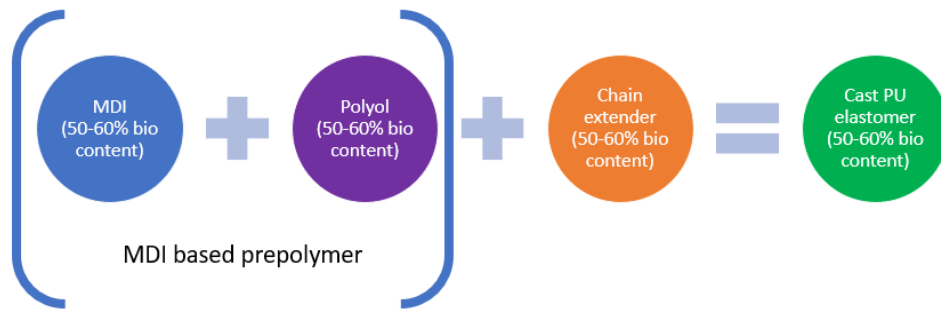 MDI
(50-60% bio
content)
Polyol
(50-60% bio
content)
Chain
extender
(50-60% bio
content)
Cast PU
elastomer
(50-60% bio
content)
MDI based prepolymer